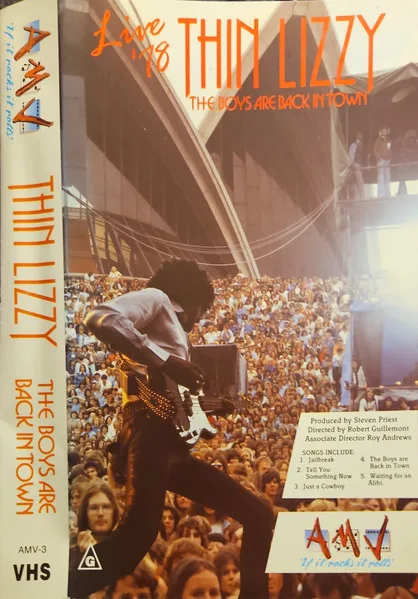 AMV
'If it rocks it rolls'
THIN LIZZY
THE BOYS ARE
BACK IN TOWN
AMV-3
VHS
Live
'78
THIN LIZZY
THE BOYS ARE BACK IN TOWN
Produced by Steven Priest
Directed by Robert Guillemont
Associate Director Roy Andrews
SONGS INCLUDE:
1. Jailbreak
2. Tell You
Something Now
3. Just a Cowboy
4. The Boys are
Back in Town
5. Waiting for an
Alibi.
AMV
'If it rocks it rolls'
G